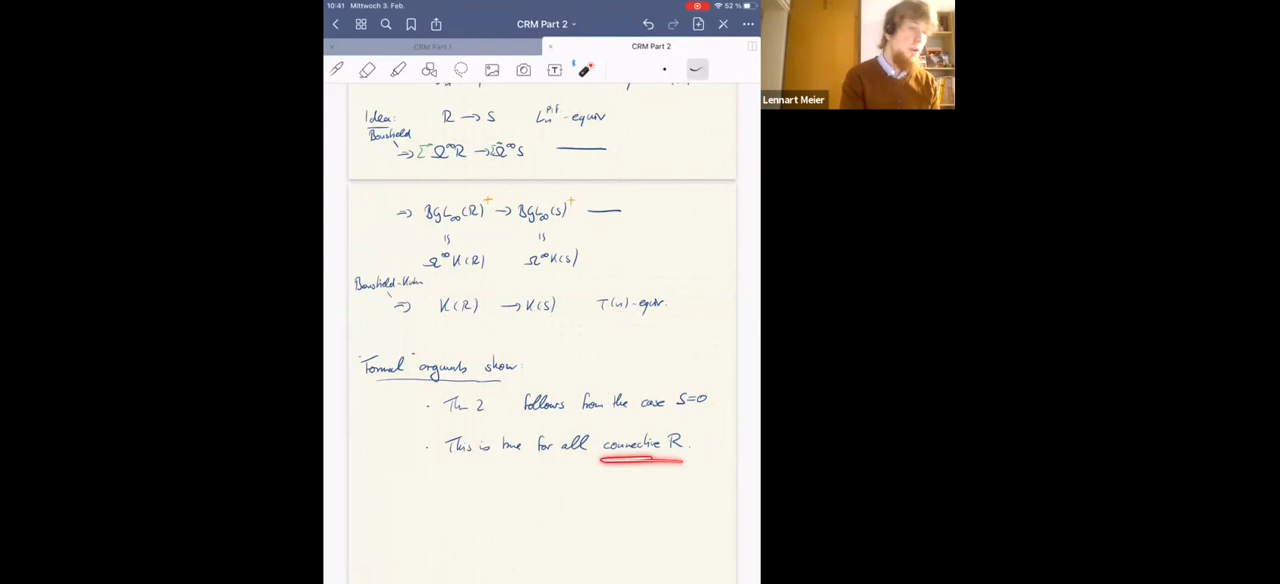 10:41 Mittwoch 3. Feb.
52 %
CRM Part 2
CRM Part 1
CRM Part 2
Lennart Meier
Idea: R → S Lₙᵖ'ᶠ-equiv
Bousfield
⇒ Σ^∞Ω^∞R → Σ^∞Ω^∞S ———
⇒ BGL_∞(R)⁺ → BGL_∞(S)⁺ ———
Ω^∞K(R) Ω^∞K(S)
Bousfield-Kuhn
⇒ K(R) → K(S) T(n)-equiv.
"Formal" arguments show:
· Thm 2 follows from the case S=0
· This is true for all connective R.